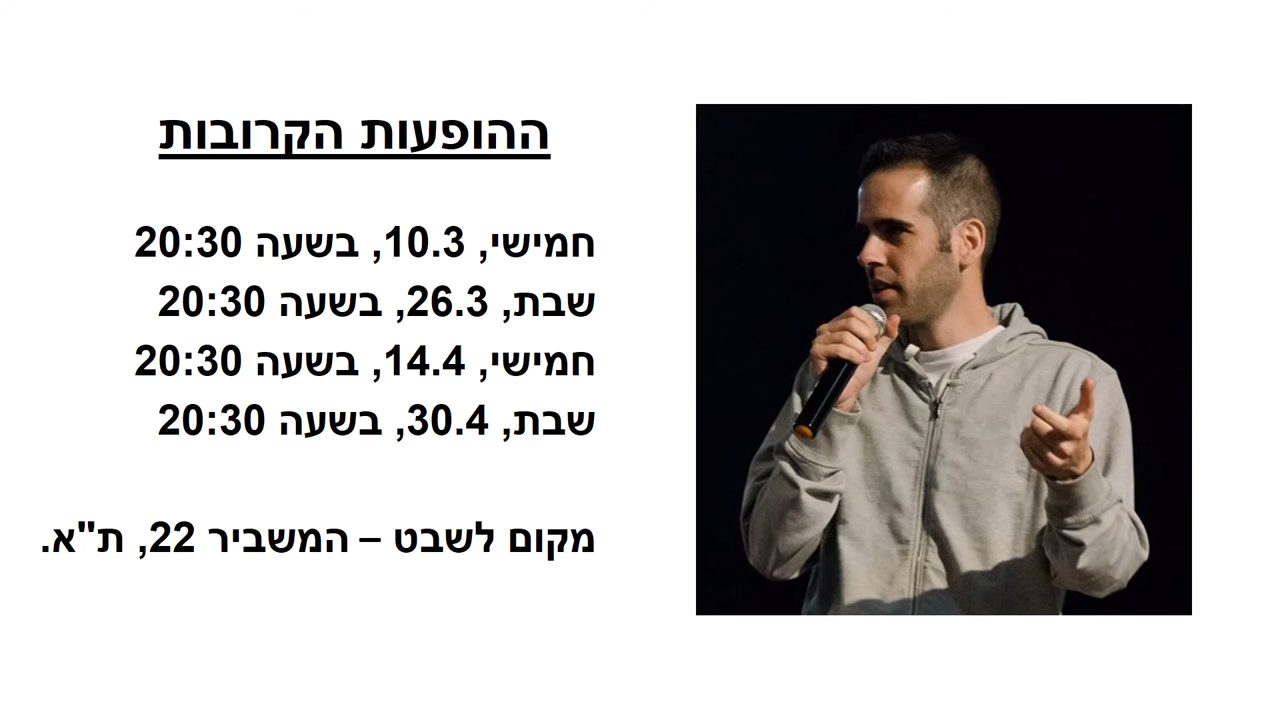 ההופעות הקרובות
חמישי, 10.3, בשעה 20:30
שבת, 26.3, בשעה 20:30
חמישי, 14.4, בשעה 20:30
שבת, 30.4, בשעה 20:30
מקום לשבט – המשביר 22, ת"א.